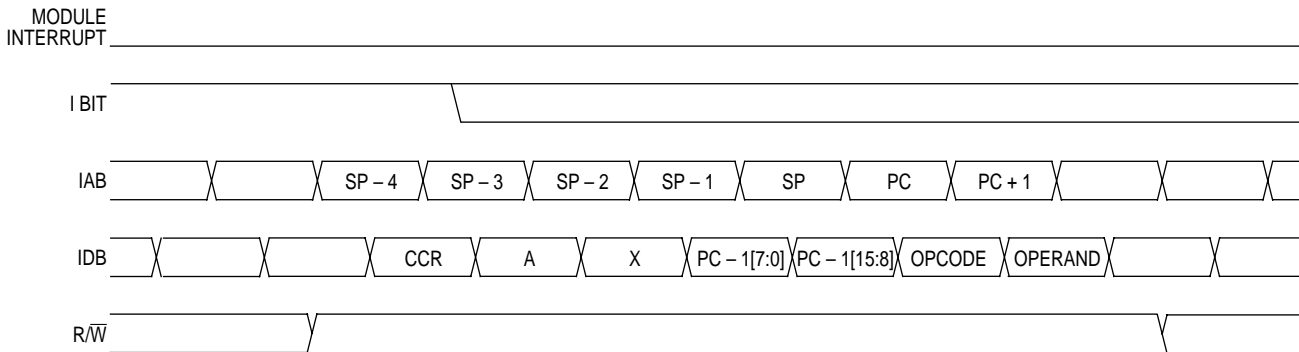 MODULE
INTERRUPT
I BIT
IAB SP – 4 SP – 3 SP – 2 SP – 1 SP PC PC + 1
IDB CCR A X PC – 1[7:0] PC – 1[15:8] OPCODE OPERAND
R/W̅